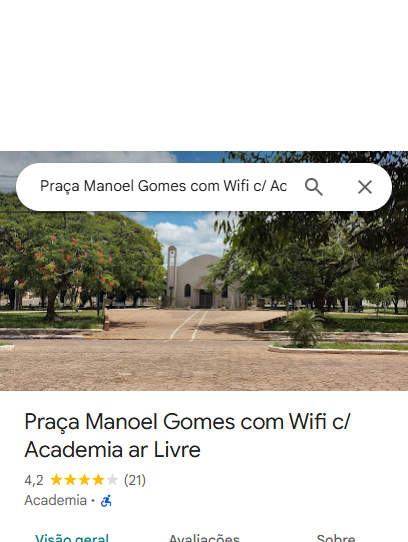 Praça Manoel Gomes com Wifi c/ Ac
Praça Manoel Gomes com Wifi c/
Academia ar Livre
4,2 (21)
Academia ·
Visão geral Avaliações Sobre